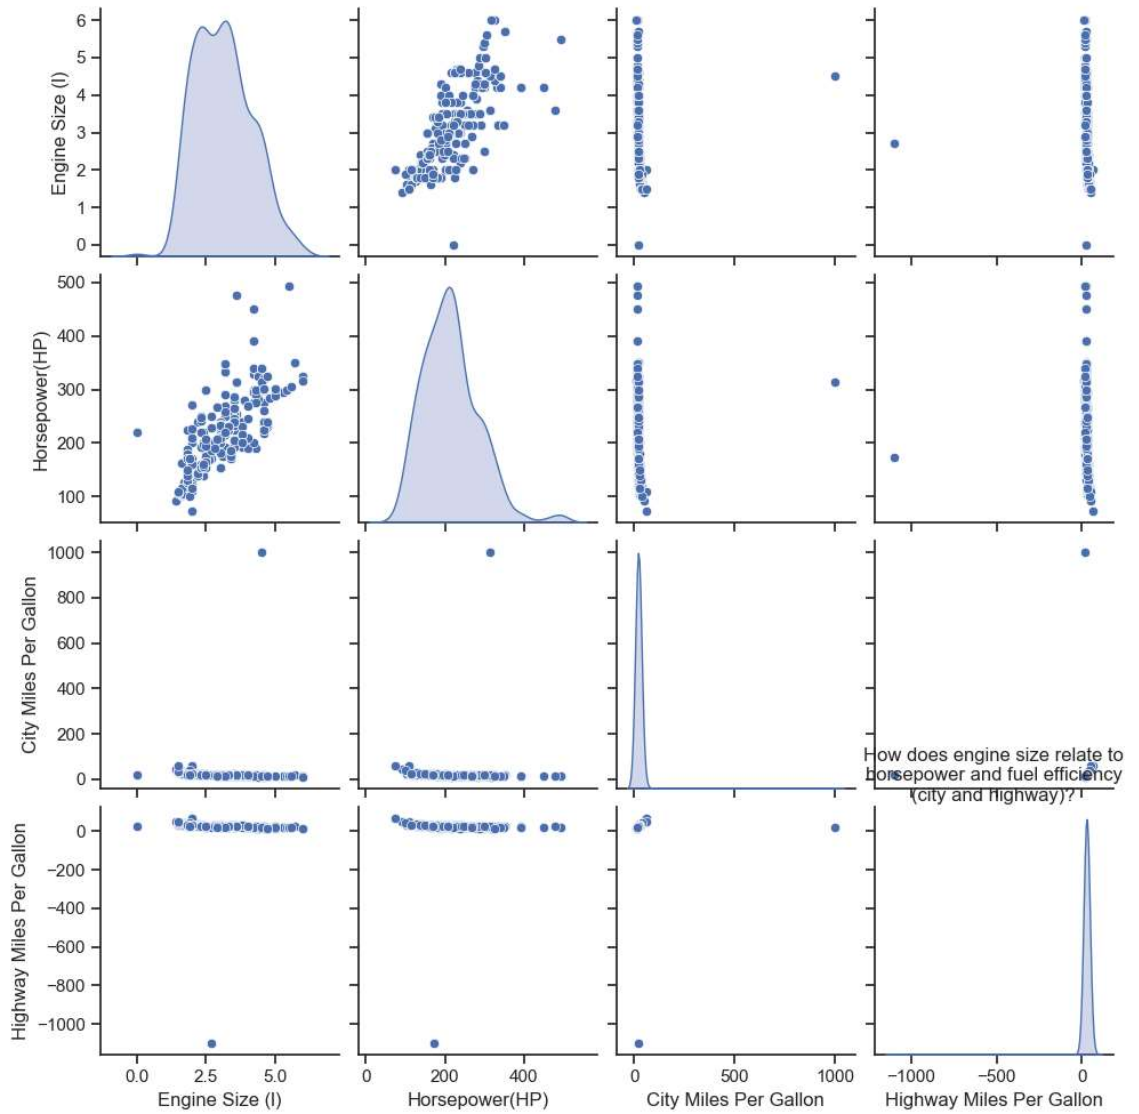 6
5
4
3
2
1
0
Engine Size (l)
500
400
300
200
100
Horsepower(HP)
1000
800
600
400
200
0
City Miles Per Gallon
How does engine size relate to
horsepower and fuel efficiency
(city and highway)?
0
−200
−400
−600
−800
−1000
Highway Miles Per Gallon
0.0 2.5 5.0
0 200 400
0 500 1000
−1000 −500 0
Engine Size (l)
Horsepower(HP)
City Miles Per Gallon
Highway Miles Per Gallon